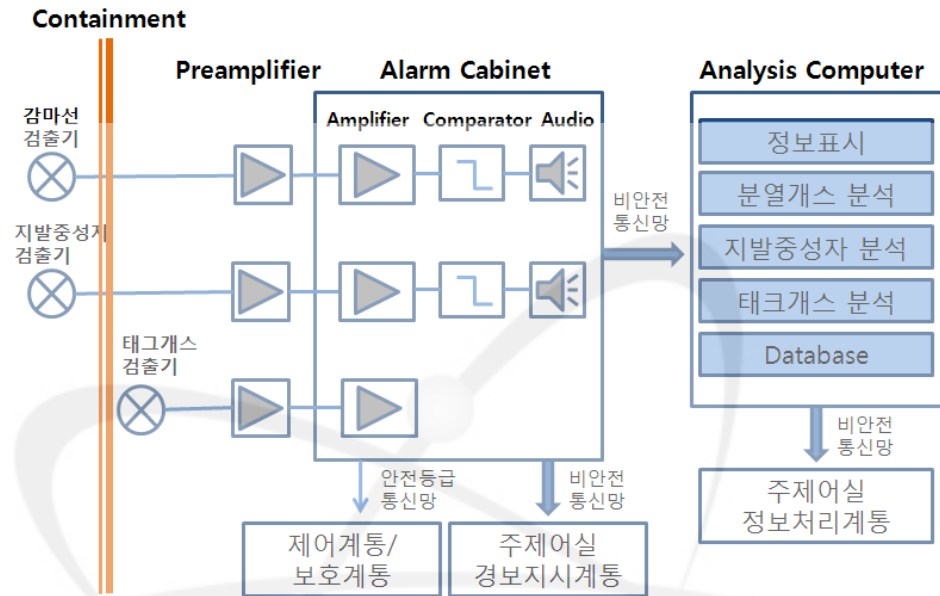 Containment
Preamplifier
Alarm Cabinet
Analysis Computer
감마선
검출기
Amplifier
Comparator
Audio
정보표시
분열개스 분석
비안전
통신망
지발중성자
검출기
지발중성자 분석
태크개스 분석
태그개스
검출기
Database
비안전
통신망
안전등급
통신망
비안전
통신망
주제어실
정보처리계통
제어계통/
보호계통
주제어실
경보지시계통